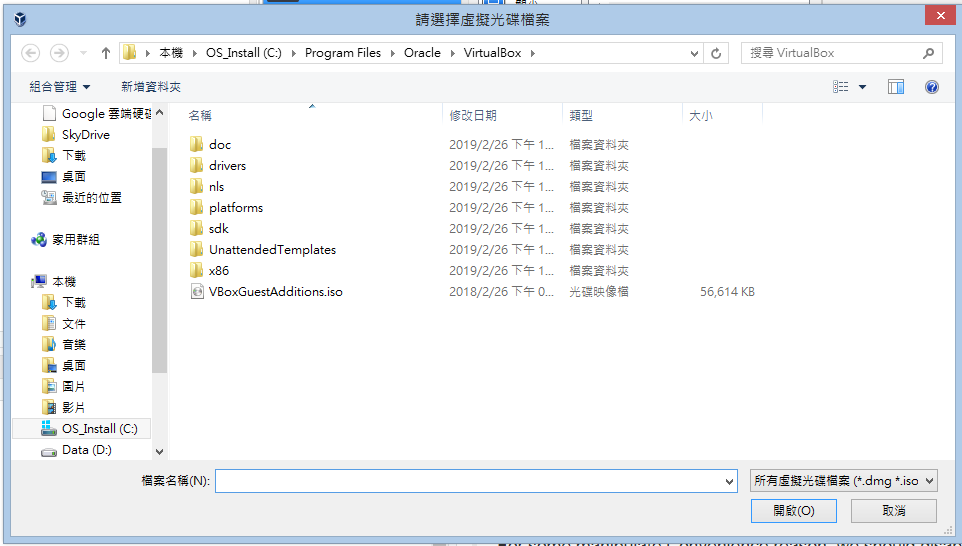 請選擇虛擬光碟檔案
本機 OS_Install (C:) Program Files Oracle VirtualBox
搜尋 VirtualBox
組合管理 新增資料夾
Google 雲端硬碟
SkyDrive
下載
桌面
最近的位置
家用群組
本機
下載
文件
音樂
桌面
圖片
影片
OS_Install (C:)
Data (D:)
名稱 修改日期 類型 大小
doc 2019/2/26 下午 1... 檔案資料夾
drivers 2019/2/26 下午 1... 檔案資料夾
nls 2019/2/26 下午 1... 檔案資料夾
platforms 2019/2/26 下午 1... 檔案資料夾
sdk 2019/2/26 下午 1... 檔案資料夾
UnattendedTemplates 2019/2/26 下午 1... 檔案資料夾
x86 2019/2/26 下午 1... 檔案資料夾
VBoxGuestAdditions.iso 2018/2/26 下午 0... 光碟映像檔 56,614 KB
檔案名稱(N): 所有虛擬光碟檔案 (*.dmg *.iso
開啟(O) 取消